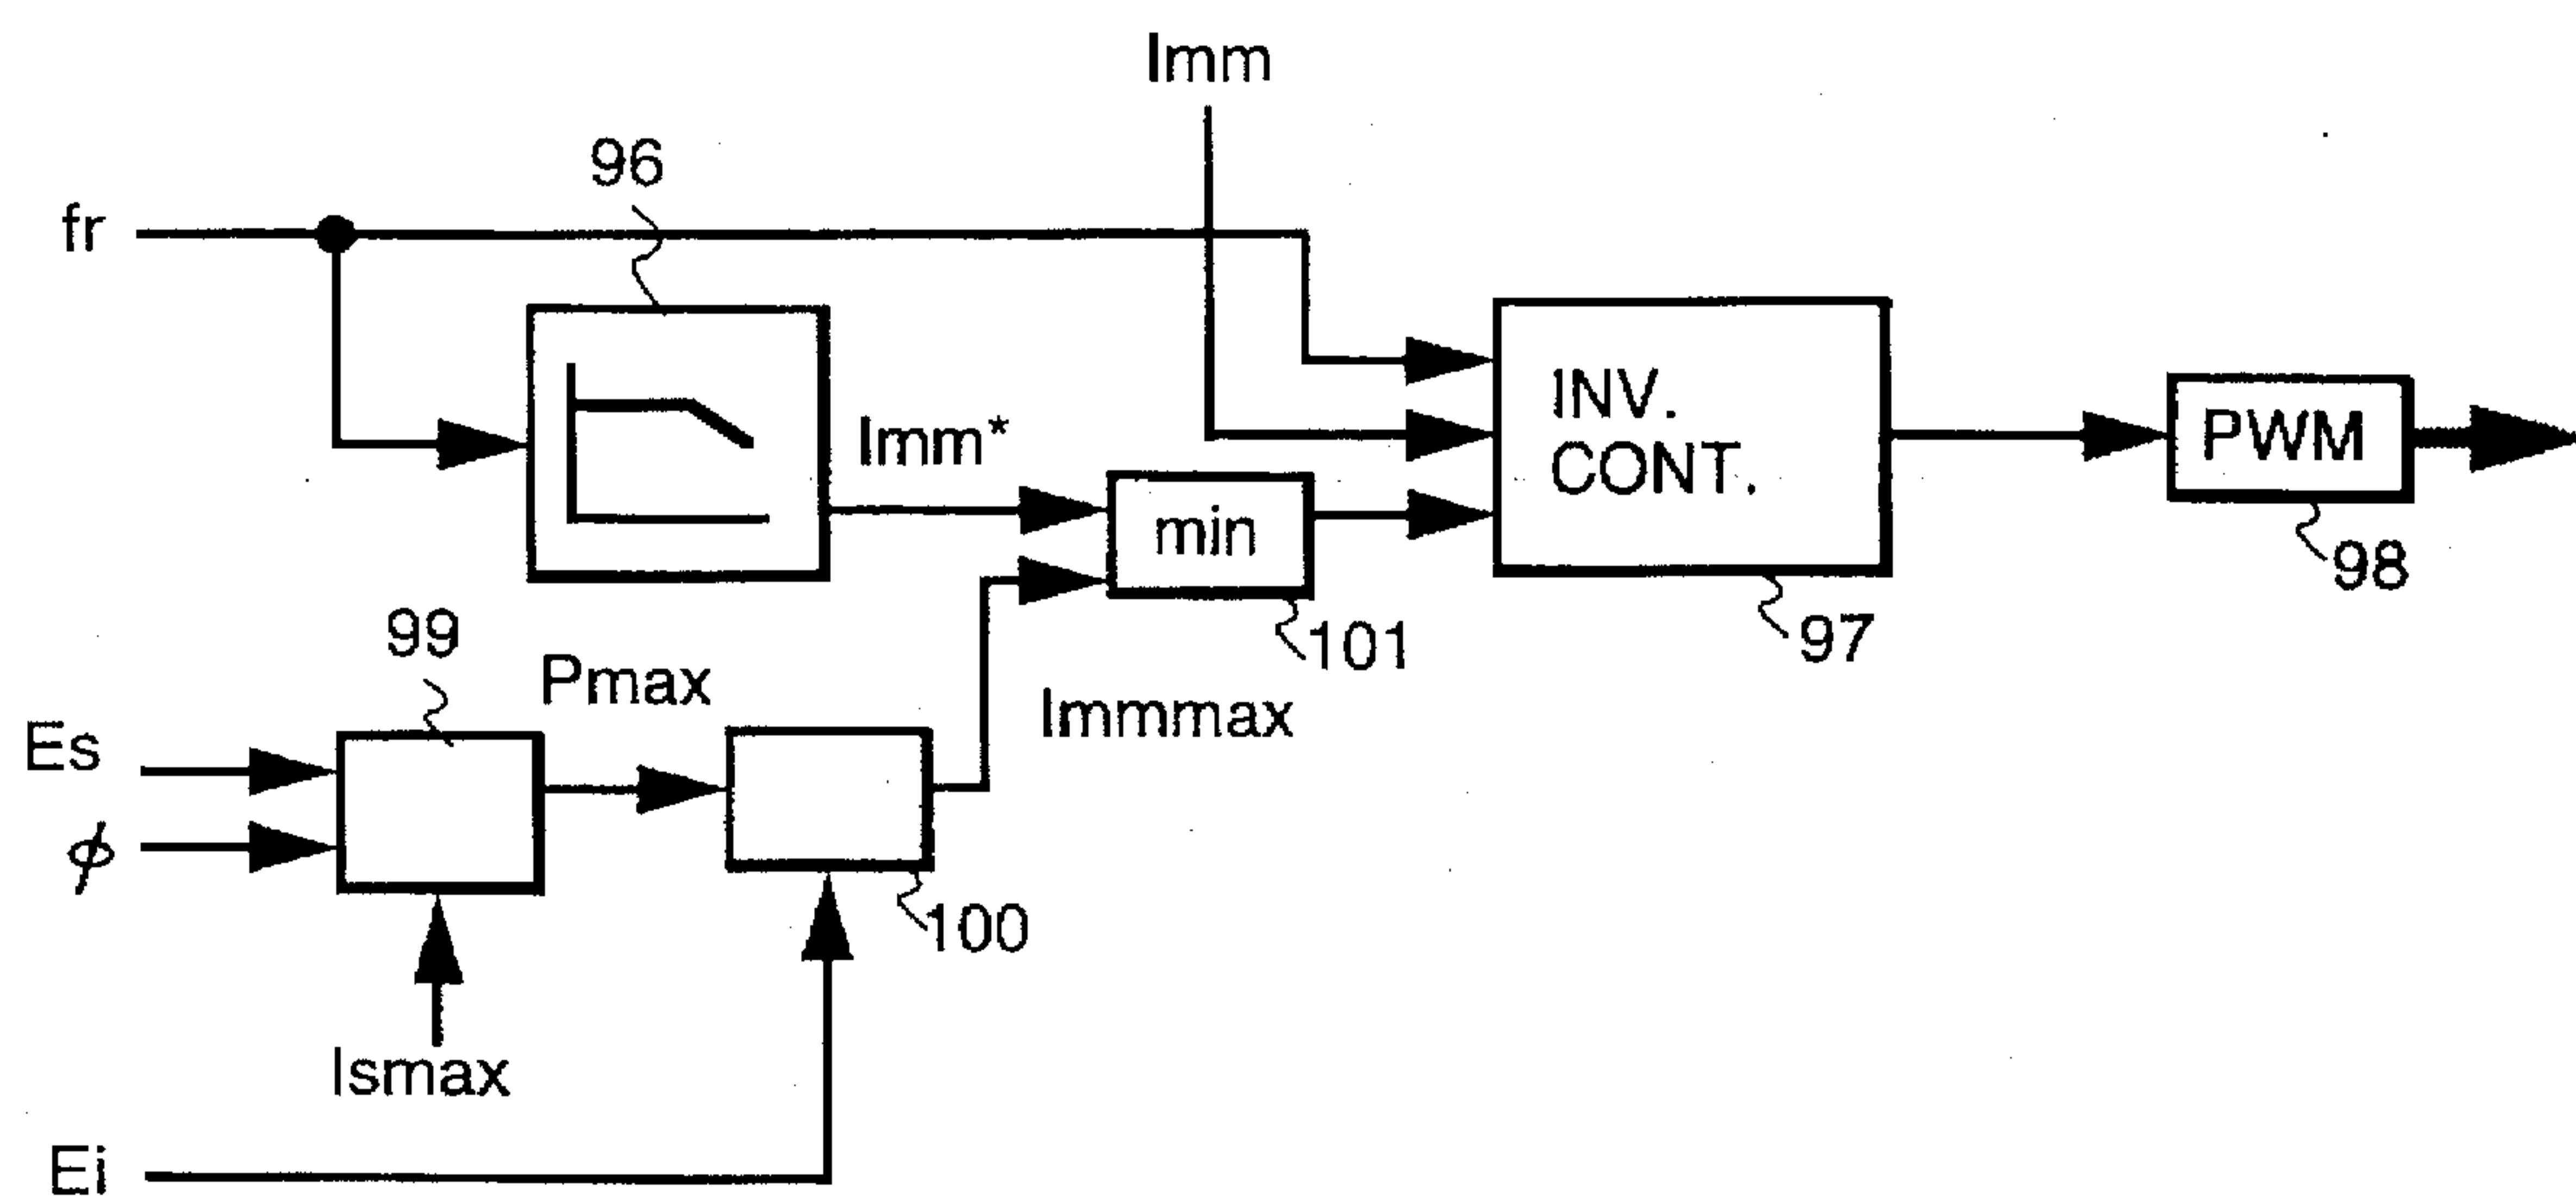 Imm
96
fr
INV.
CONT.
PWM
Imm*
min
98
101
97
99
Pmax
Immmax
Es
ϕ
100
Ismax
Ei